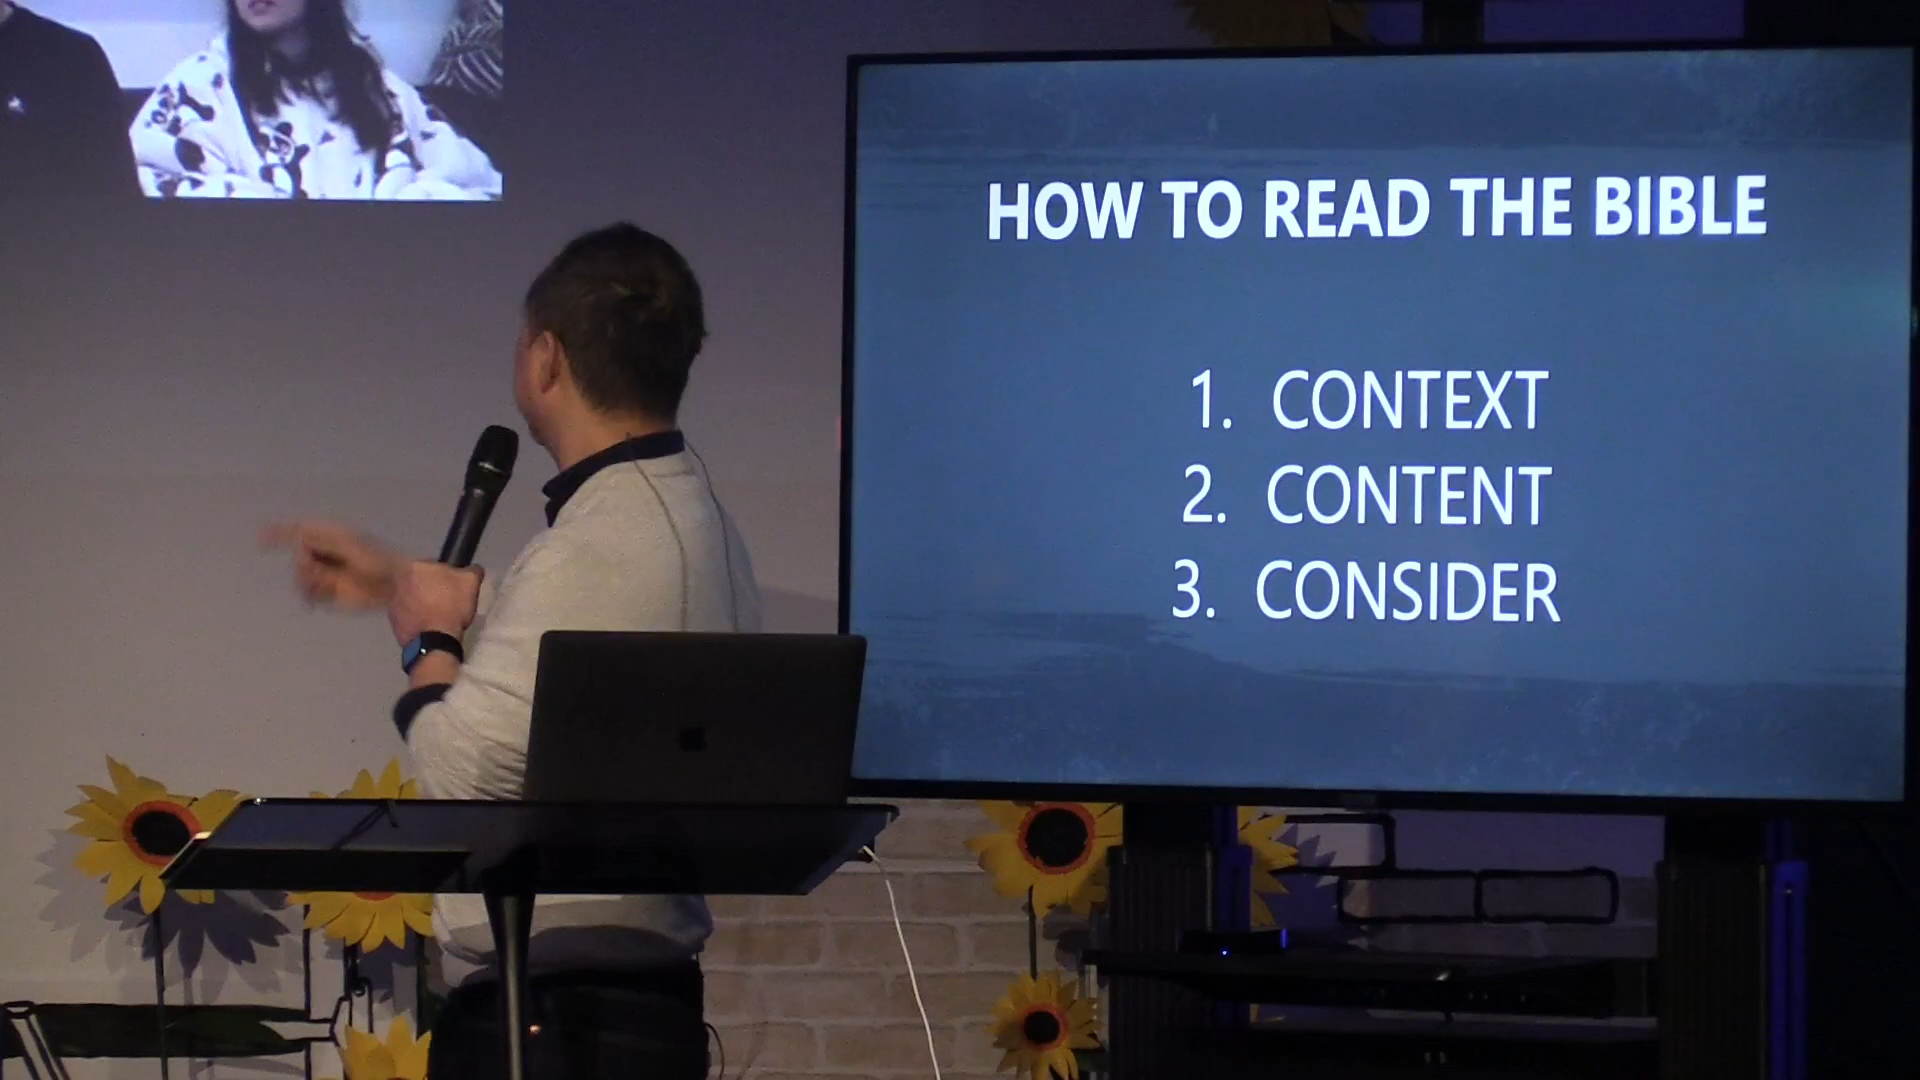 HOW TO READ THE BIBLE
1. CONTEXT
2. CONTENT
3. CONSIDER